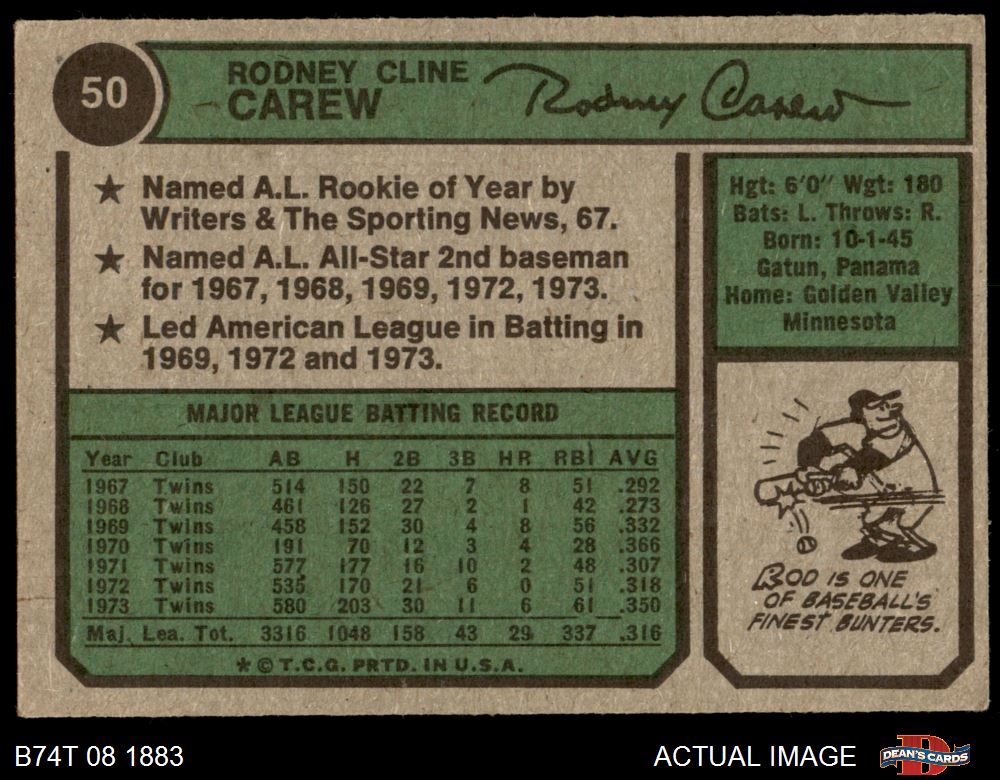 50
RODNEY CLINE
CAREW
Rodney Carew
★ Named A.L. Rookie of Year by
Writers & The Sporting News, 67.
★ Named A.L. All-Star 2nd baseman
for 1967, 1968, 1969, 1972, 1973.
★ Led American League in Batting in
1969, 1972 and 1973.
Hgt: 6'0" Wgt: 180
Bats: L. Throws: R.
Born: 10-1-45
Gatun, Panama
Home: Golden Valley
Minnesota
MAJOR LEAGUE BATTING RECORD
Year Club AB H 2B 3B HR RBI AVG
1967 Twins 514 150 22 7 8 51 .292
1968 Twins 461 126 27 2 1 42 .273
1969 Twins 458 152 30 4 8 56 .332
1970 Twins 191 70 12 3 4 28 .366
1971 Twins 577 177 16 10 2 48 .307
1972 Twins 535 170 21 6 0 51 .318
1973 Twins 580 203 30 11 6 61 .350
Maj. Lea. Tot. 3316 1048 158 43 29 337 .316
* © T.C.G. PRTD. IN U.S.A.
ROD IS ONE
OF BASEBALL'S
FINEST BUNTERS.
B74T 08 1883
ACTUAL IMAGE
DEAN'S CARDS